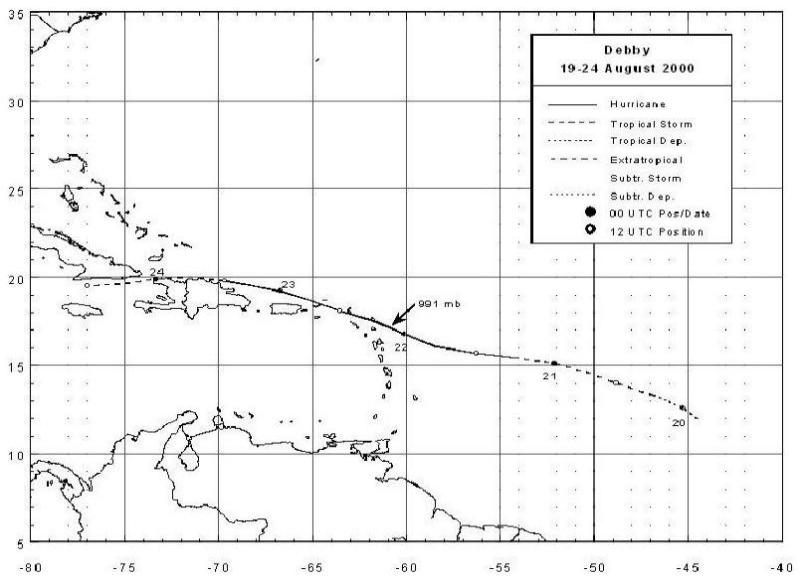 35
30
25
20
15
10
5
-80 -75 -70 -65 -60 -55 -50 -45 -40
Debby
19-24 August 2000
Hurricane
Tropical Storm
Tropical Dep.
Extratropical
Subtr. Storm
Subtr. Dep.
00 UTC Pos/Date
12 UTC Position
24
23
991 mb
22
21
20